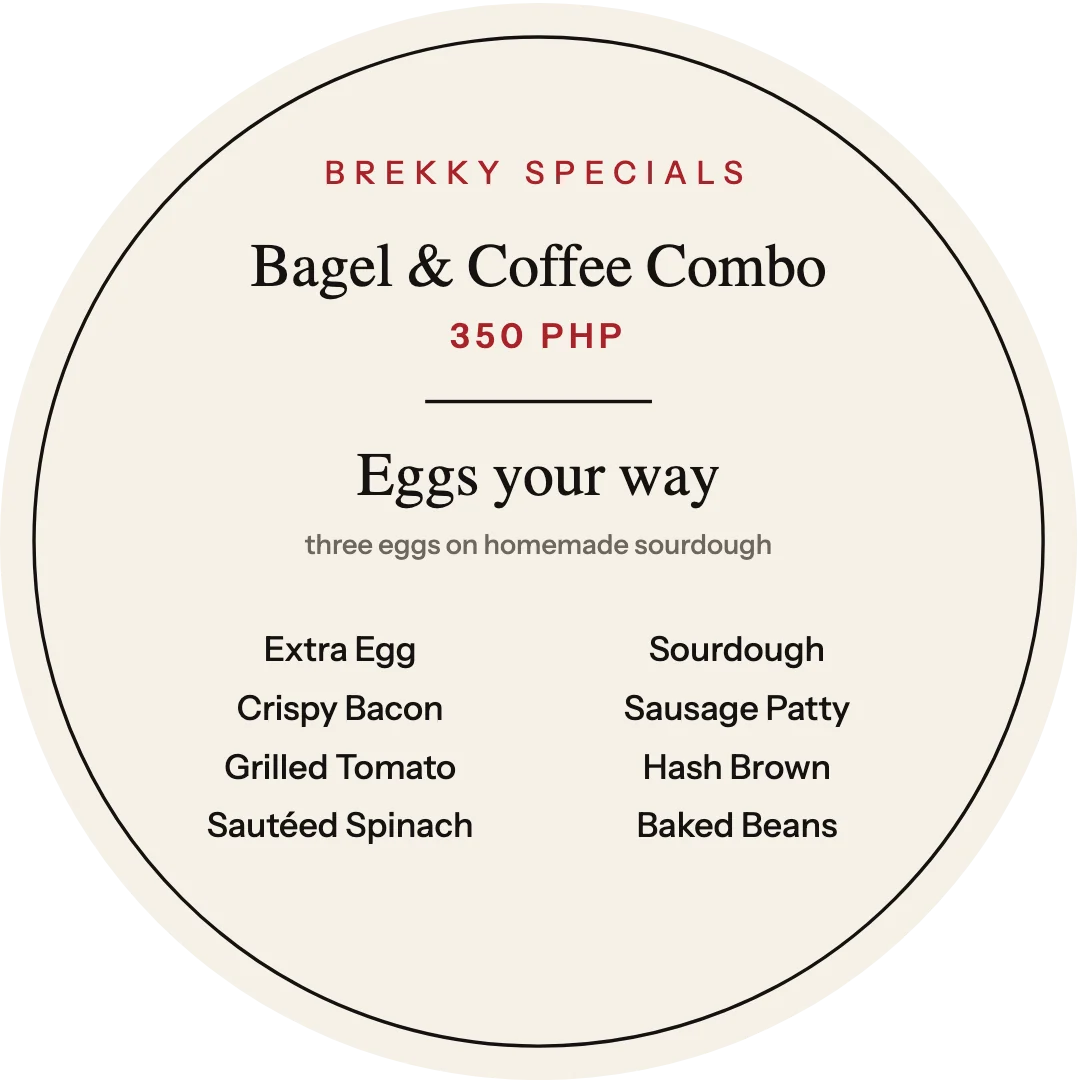 BREKKY SPECIALS
Bagel & Coffee Combo
350 PHP
Eggs your way
three eggs on homemade sourdough
Extra Egg
Crispy Bacon
Grilled Tomato
Sautéed Spinach
Sourdough
Sausage Patty
Hash Brown
Baked Beans